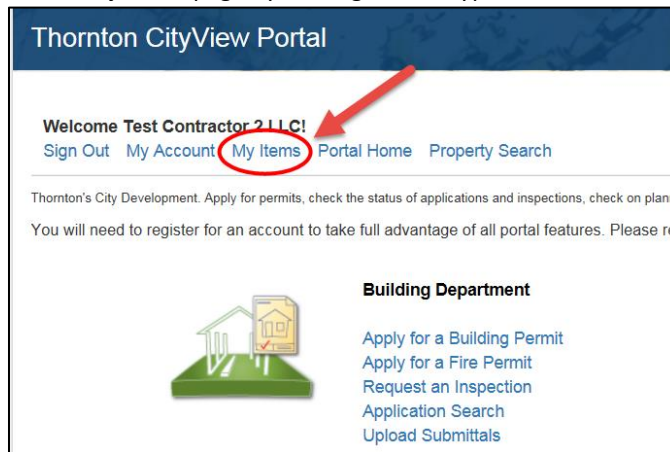 Thornton CityView Portal
Welcome Test Contractor 2 LLC!
Sign Out My Account My Items Portal Home Property Search
Thornton's City Development. Apply for permits, check the status of applications and inspections, check on plan
You will need to register for an account to take full advantage of all portal features. Please r
Building Department
Apply for a Building Permit
Apply for a Fire Permit
Request an Inspection
Application Search
Upload Submittals